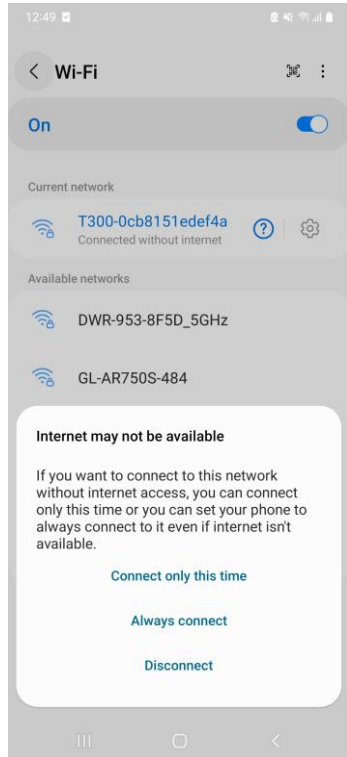 12:49
Wi-Fi
On
Current network
T300-0cb8151edef4a
Connected without internet
Available networks
DWR-953-8F5D_5GHz
GL-AR750S-484
Internet may not be available
If you want to connect to this network
without internet access, you can connect
only this time or you can set your phone to
always connect to it even if internet isn't
available.
Connect only this time
Always connect
Disconnect